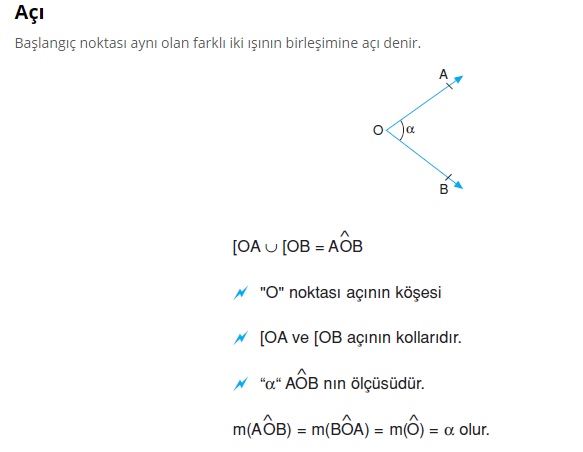 Açı
Başlangıç noktası aynı olan farklı iki ışının birleşimine açı denir.
A
O
α
B
[OA ∪ [OB = AÔB
"O" noktası açının köşesi
[OA ve [OB açının kollarıdır.
“α“ AÔB nın ölçüsüdür.
m(AÔB) = m(BÔA) = m(Ô) = α olur.